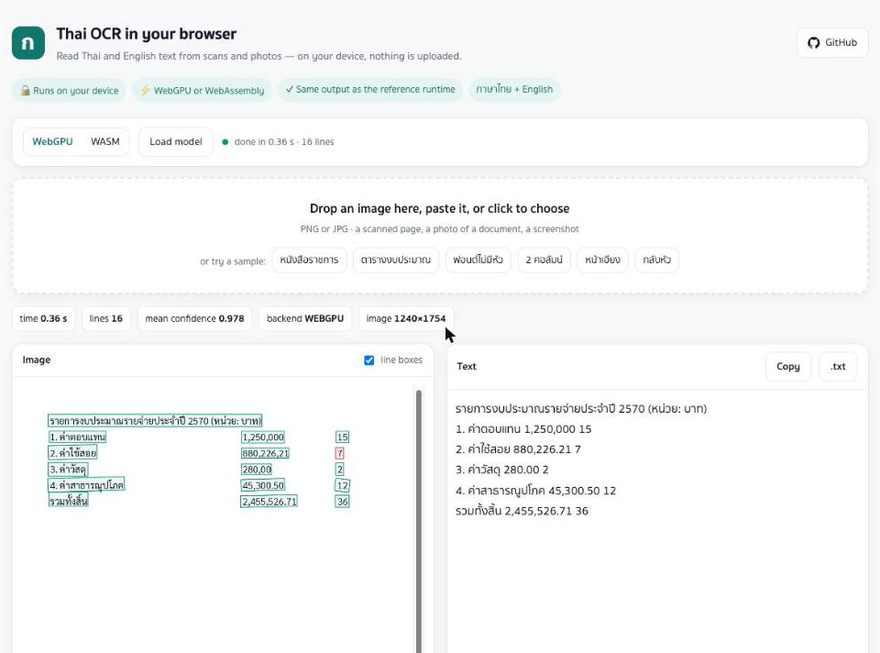 ก
Thai OCR in your browser
Read Thai and English text from scans and photos — on your device, nothing is uploaded.
GitHub
🔒 Runs on your device
⚡ WebGPU or WebAssembly
✓ Same output as the reference runtime
ภาษาไทย + English
WebGPU WASM Load model ● done in 0.36 s · 16 lines
Drop an image here, paste it, or click to choose
PNG or JPG · a scanned page, a photo of a document, a screenshot
or try a sample: หนังสือราชการ ตารางงบประมาณ ฟอนต์ไม่มีหัว 2 คอลัมน์ หน้าเอียง กลับหัว
time 0.36 s lines 16 mean confidence 0.978 backend WEBGPU image 1240×1754
Image line boxes
รายการงบประมาณรายจ่ายประจำปี 2570 (หน่วย: บาท)
1. ค่าตอบแทน 1,250,000 15
2. ค่าใช้สอย 880,226.21 7
3. ค่าวัสดุ 280.00 2
4. ค่าสาธารณูปโภค 45,300.50 12
รวมทั้งสิ้น 2,455,526.71 36
Text Copy .txt
รายการงบประมาณรายจ่ายประจำปี 2570 (หน่วย: บาท)
1. ค่าตอบแทน 1,250,000 15
2. ค่าใช้สอย 880,226.21 7
3. ค่าวัสดุ 280.00 2
4. ค่าสาธารณูปโภค 45,300.50 12
รวมทั้งสิ้น 2,455,526.71 36